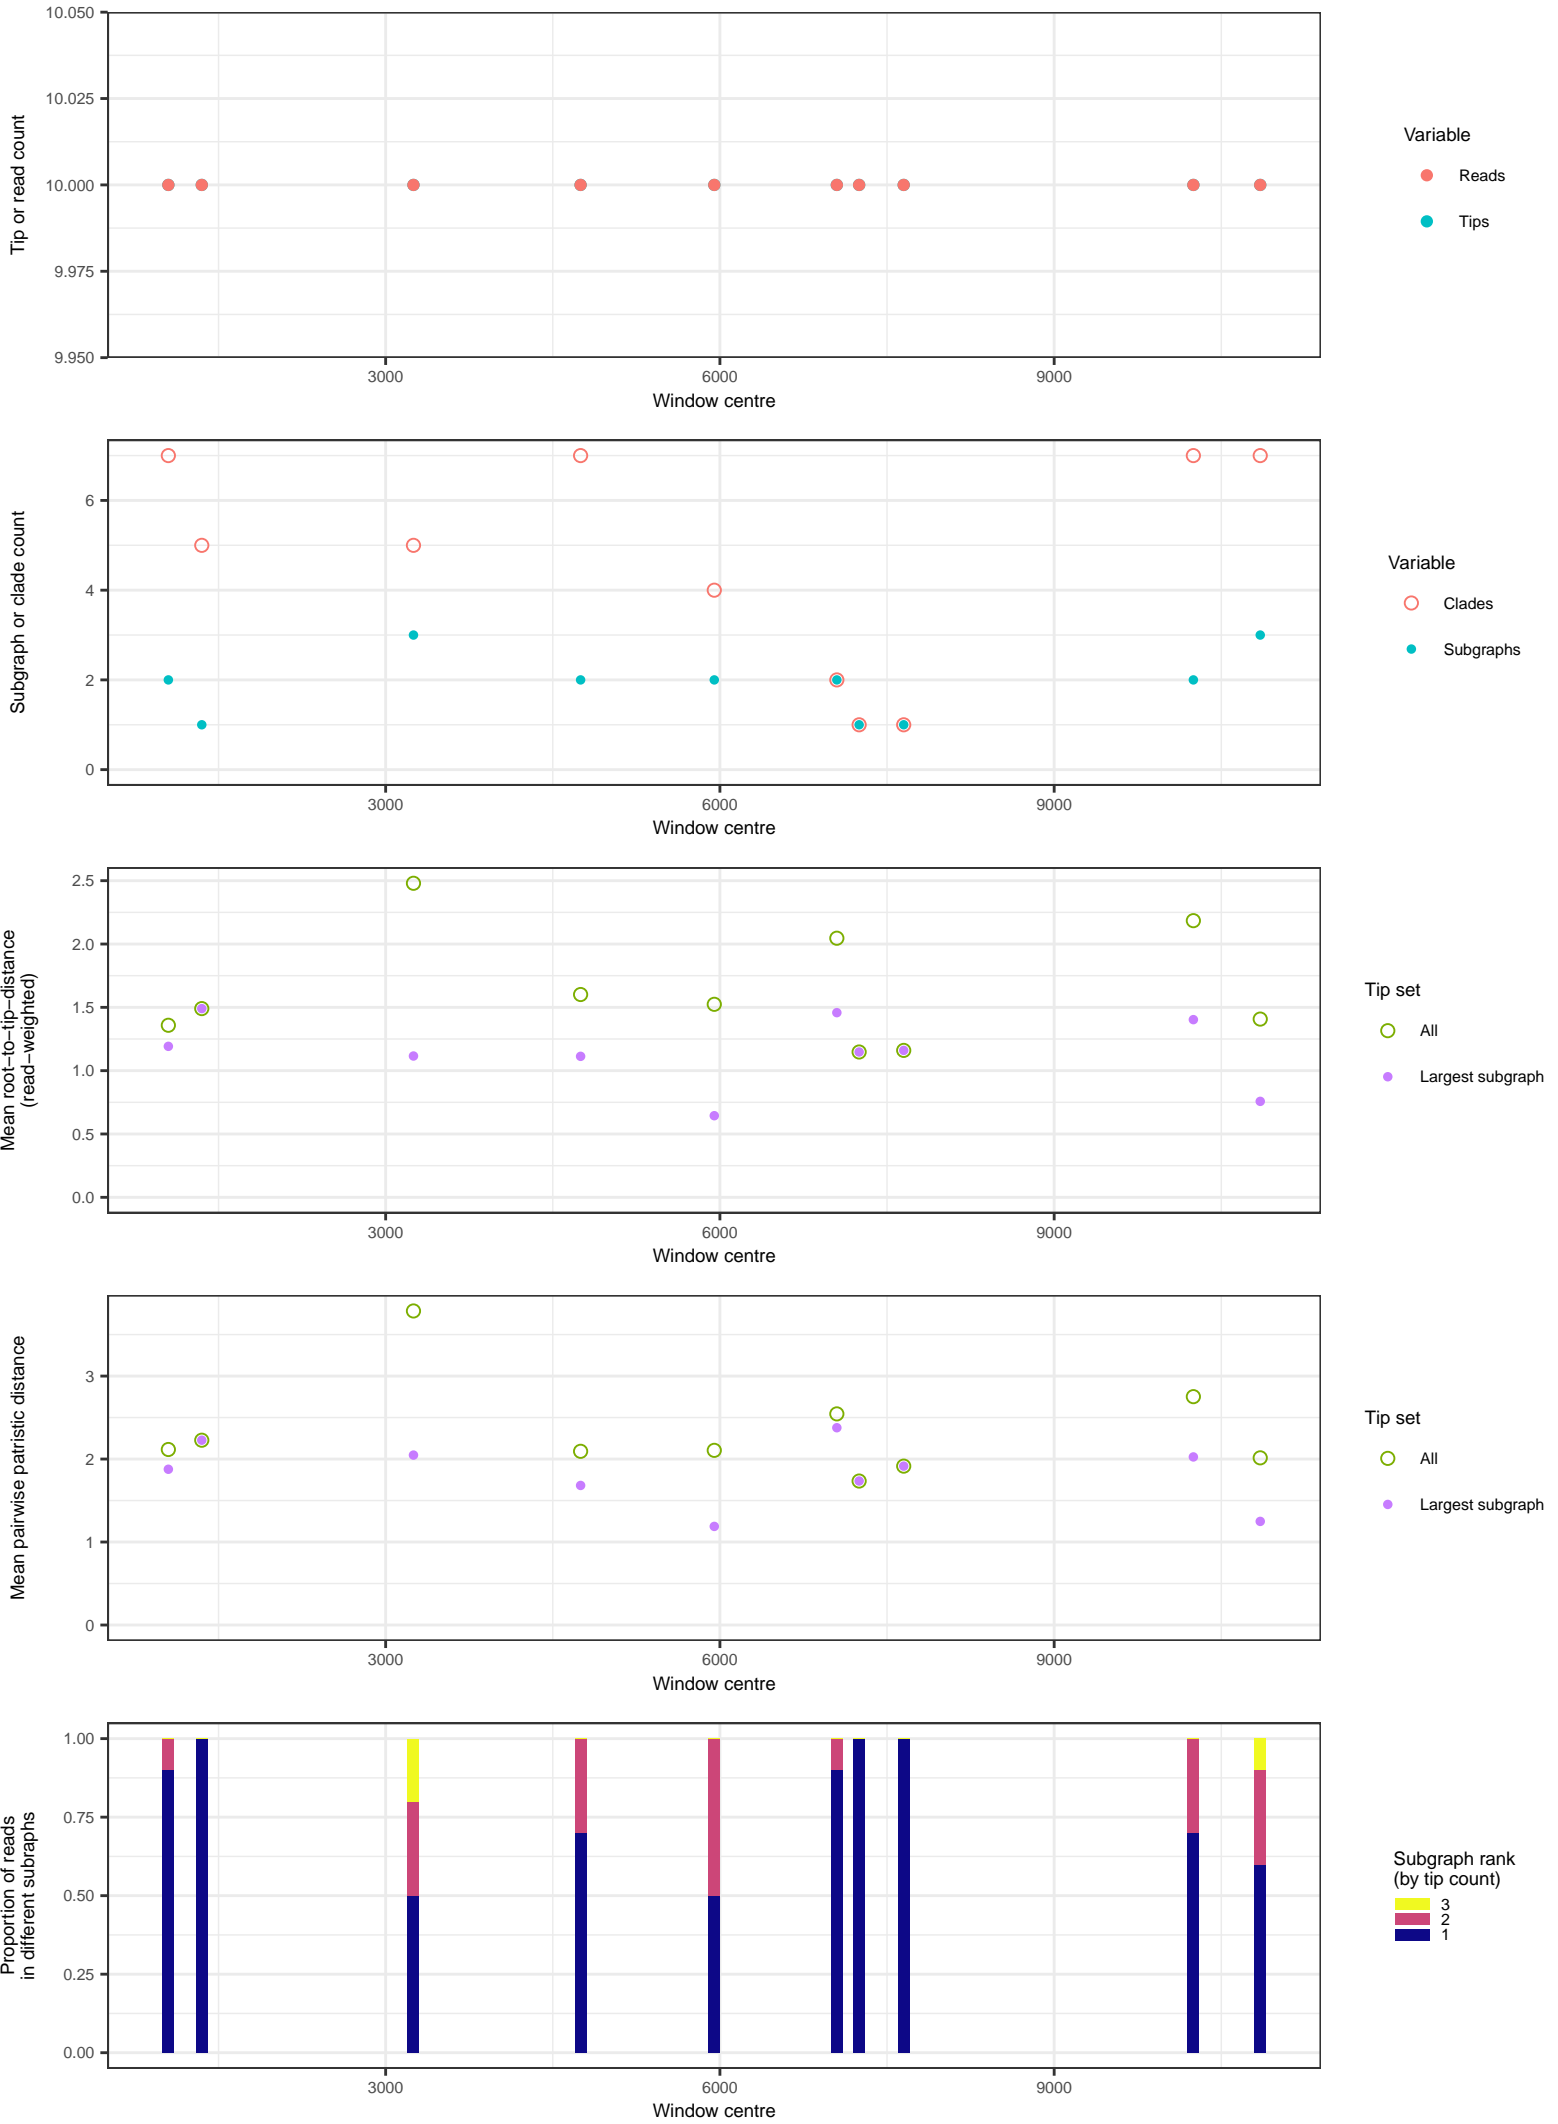 10.050
10.025
10.000
9.975
9.950
Tip or read count
3000
6000
9000
Window centre
Variable
Reads
Tips
6
4
2
0
Subgraph or clade count
3000
6000
9000
Window centre
Variable
Clades
Subgraphs
2.5
2.0
1.5
1.0
0.5
0.0
Mean root−to−tip−distance
(read−weighted)
3000
6000
9000
Window centre
Tip set
All
Largest subgraph
3
2
1
0
Mean pairwise patristic distance
3000
6000
9000
Window centre
Tip set
All
Largest subgraph
1.00
0.75
0.50
0.25
0.00
Proportion of reads
in different subraphs
3000
6000
9000
Window centre
Subgraph rank
(by tip count)
3
2
1